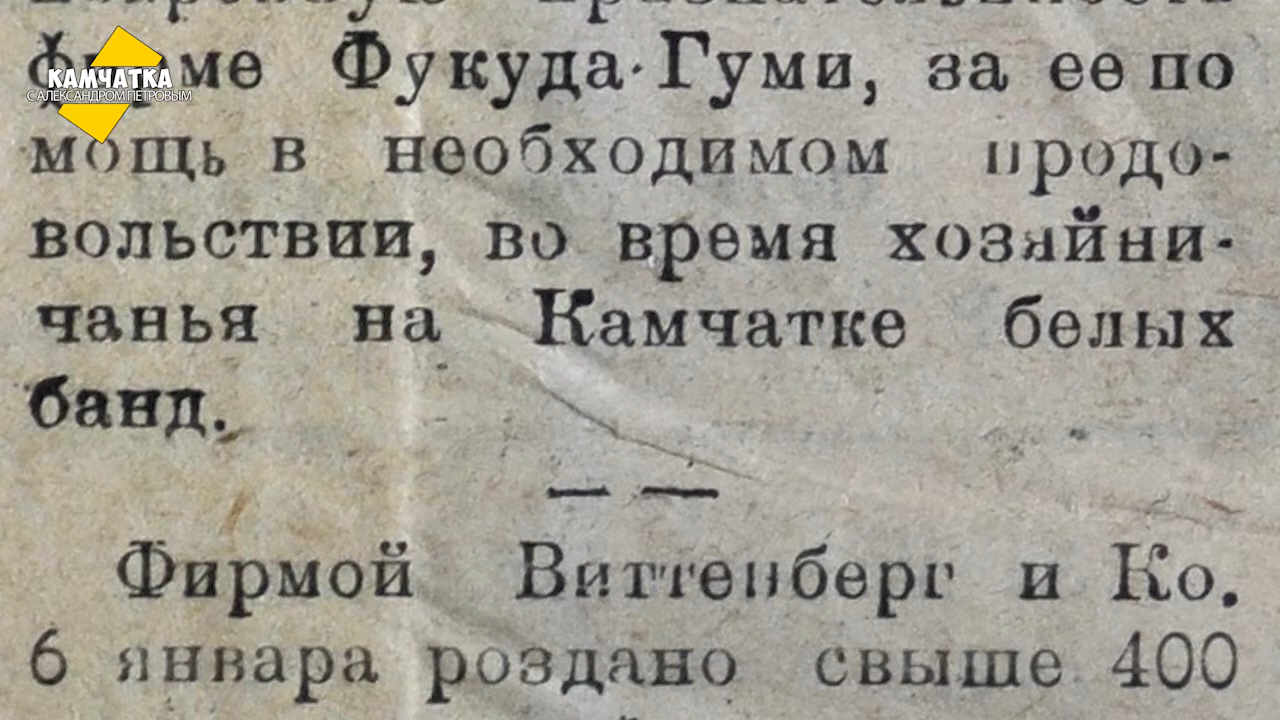 фирме Фукуда-Гуми, за ее по
мощь в необходимом продо-
вольствии, во время хозяйни-
чанья на Камчатке белых
банд.
— —
Фирмой Виттенберг и Ко.
6 января роздано свыше 400
КАМЧАТКА
С АЛЕКСАНДРОМ ПЕТРОВЫМ